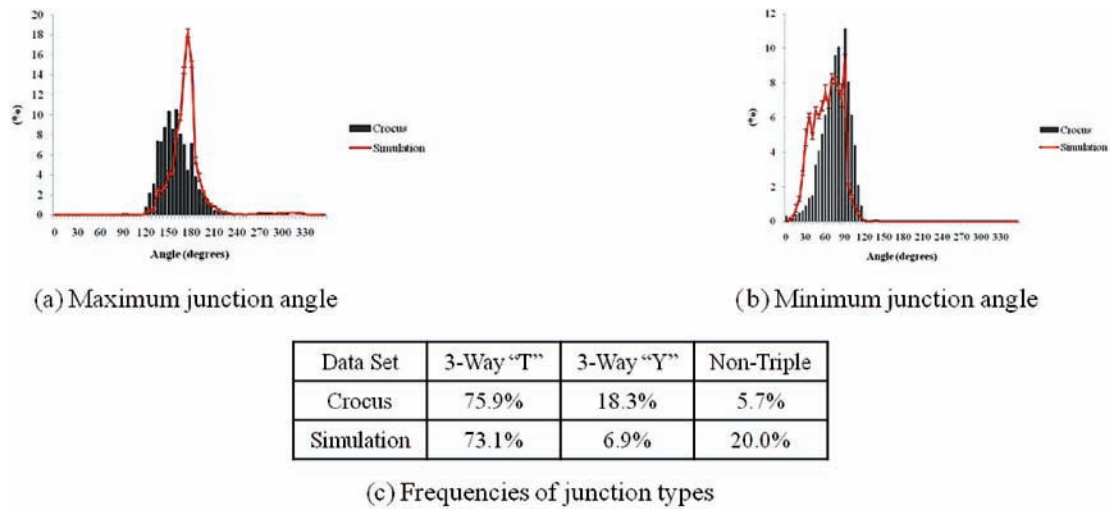 20
18
16
14
12
10
8
6
4
2
0
(%)
0 30 60 90 120 150 180 210 240 270 300 330
Angle (degrees)
Crocus
Simulation
(a) Maximum junction angle
12
10
8
6
4
2
0
(%)
0 30 60 90 120 150 180 210 240 270 300 330
Angle (degrees)
Crocus
Simulation
(b) Minimum junction angle
Data Set 3-Way “T” 3-Way “Y” Non-Triple
Crocus 75.9% 18.3% 5.7%
Simulation 73.1% 6.9% 20.0%
(c) Frequencies of junction types